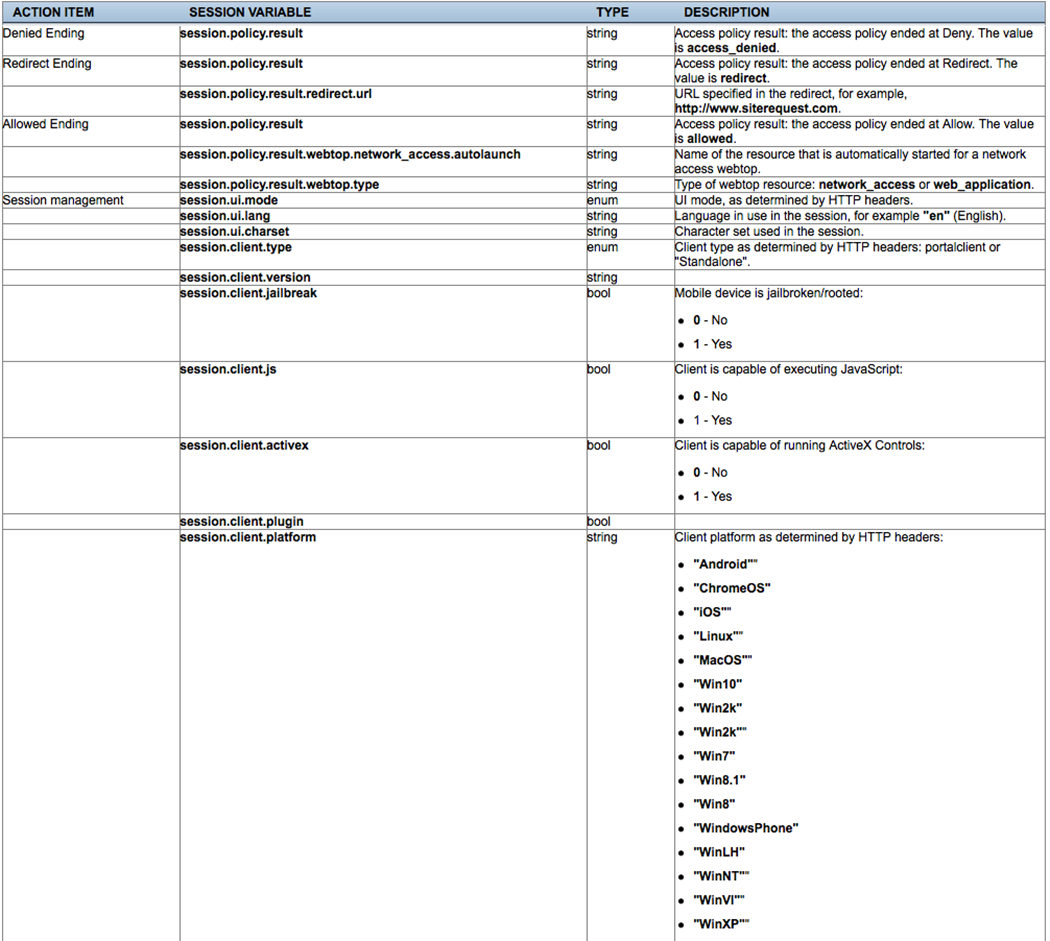 ACTION ITEM SESSION VARIABLE TYPE DESCRIPTION
Denied Ending session.policy.result string Access policy result: the access policy ended at Deny. The value
is access_denied.
Redirect Ending session.policy.result string Access policy result: the access policy ended at Redirect. The
value is redirect.
session.policy.result.redirect.url string URL specified in the redirect, for example,
http://www.siterequest.com.
Allowed Ending session.policy.result string Access policy result: the access policy ended at Allow. The value
is allowed.
session.policy.result.webtop.network_access.autolaunch string Name of the resource that is automatically started for a network
access webtop.
session.policy.result.webtop.type string Type of webtop resource: network_access or web_application.
Session management session.ui.mode enum UI mode, as determined by HTTP headers.
session.ui.lang string Language in use in the session, for example "en" (English).
session.ui.charset string Character set used in the session.
session.client.type enum Client type as determined by HTTP headers: portalclient or
"Standalone".
session.client.version string
session.client.jailbreak bool Mobile device is jailbroken/rooted:
• 0 - No
• 1 - Yes
session.client.js bool Client is capable of executing JavaScript:
• 0 - No
• 1 - Yes
session.client.activex bool Client is capable of running ActiveX Controls:
• 0 - No
• 1 - Yes
session.client.plugin bool
session.client.platform string Client platform as determined by HTTP headers:
• "Android""
• "ChromeOS"
• "iOS""
• "Linux""
• "MacOS""
• "Win10"
• "Win2k"
• "Win2k""
• "Win7"
• "Win8.1"
• "Win8"
• "WindowsPhone"
• "WinLH"
• "WinNT""
• "WinVI""
• "WinXP"